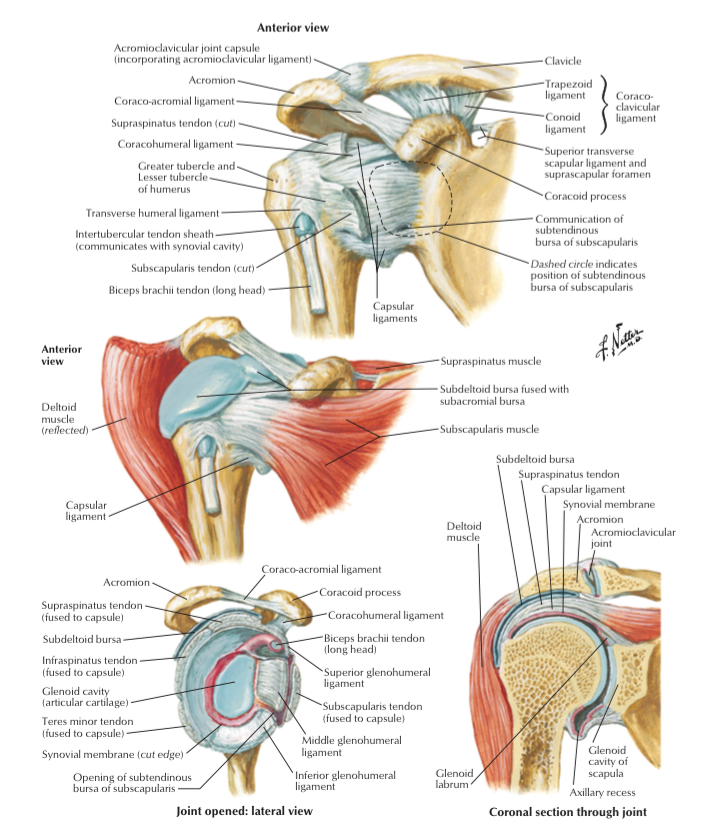 Anterior view
Acromioclavicular joint capsule
(incorporating acromioclavicular ligament)
Acromion
Coraco-acromial ligament
Supraspinatus tendon (cut)
Coracohumeral ligament
Greater tubercle and
Lesser tubercle
of humerus
Transverse humeral ligament
Intertubercular tendon sheath
(communicates with synovial cavity)
Subscapularis tendon (cut)
Biceps brachii tendon (long head)
Clavicle
Trapezoid
ligament
Conoid
ligament
Coraco-
clavicular
ligament
Superior transverse
scapular ligament and
suprascapular foramen
Coracoid process
Communication of
subtendinous
bursa of subscapularis
Dashed circle indicates
position of subtendinous
bursa of subscapularis
Capsular
ligaments
F. Netter
M.D.
Anterior
view
Deltoid
muscle
(reflected)
Capsular
ligament
Supraspinatus muscle
Subdeltoid bursa fused with
subacromial bursa
Subscapularis muscle
Acromion
Supraspinatus tendon
(fused to capsule)
Subdeltoid bursa
Infraspinatus tendon
(fused to capsule)
Glenoid cavity
(articular cartilage)
Teres minor tendon
(fused to capsule)
Synovial membrane (cut edge)
Opening of subtendinous
bursa of subscapularis
Coraco-acromial ligament
Coracoid process
Coracohumeral ligament
Biceps brachii tendon
(long head)
Superior glenohumeral
ligament
Subscapularis tendon
(fused to capsule)
Middle glenohumeral
ligament
Inferior glenohumeral
ligament
Joint opened: lateral view
Subdeltoid bursa
Supraspinatus tendon
Capsular ligament
Synovial membrane
Acromion
Acromioclavicular
joint
Deltoid
muscle
Glenoid
labrum
Glenoid
cavity of
scapula
Axillary recess
Coronal section through joint